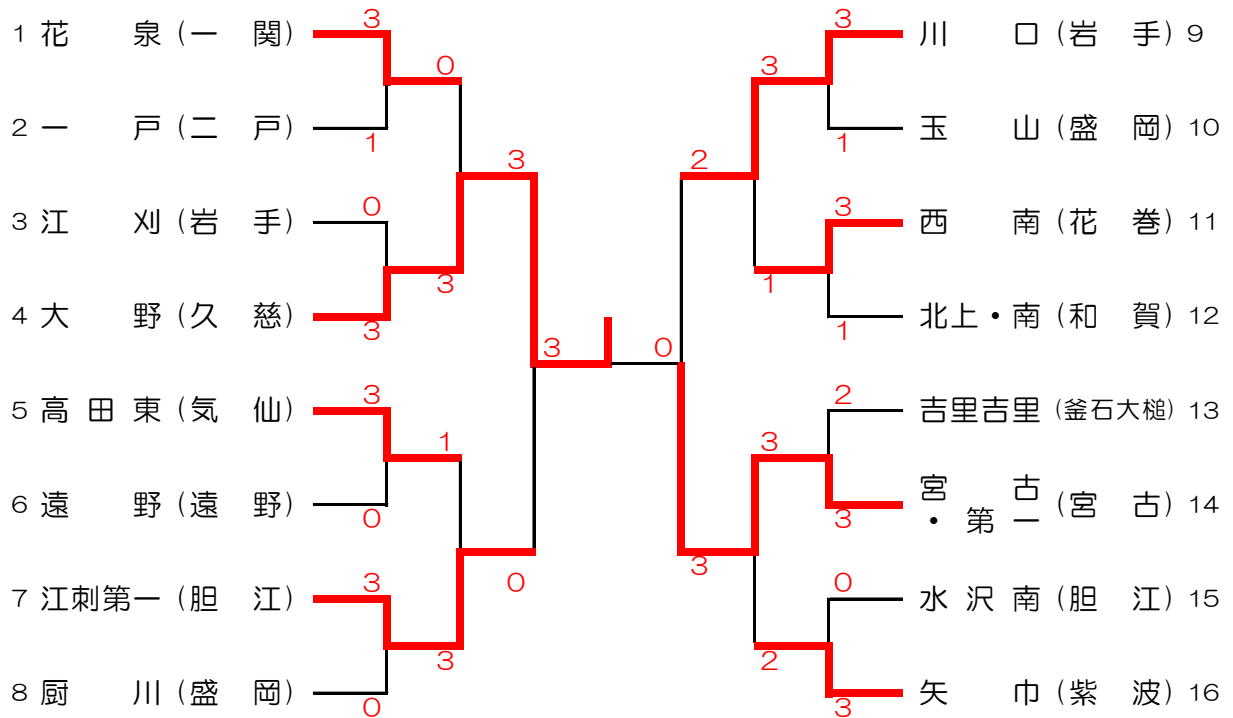 3
1 花 泉 (一 関)
0
2 一 戸 (二 戸)
1
3
0
3 江 刈 (岩 手)
3
4 大 野 (久 慈)
3
3
3
5 高 田 東 (気 仙)
1
6 遠 野 (遠 野)
0
3
7 江刺第一 (胆 江)
0
3
8 厨 川 (盛 岡)
0
0
3
川 口 (岩 手) 9
3
玉 山 (盛 岡) 10
1
2
3
西 南 (花 巻) 11
1
北上・南 (和 賀) 12
1
2
吉里吉里 (釜石大槌) 13
3
宮 古
・ 第 一 (宮 古) 14
3
3
0
水 沢 南 (胆 江) 15
2
矢 巾 (紫 波) 16
3